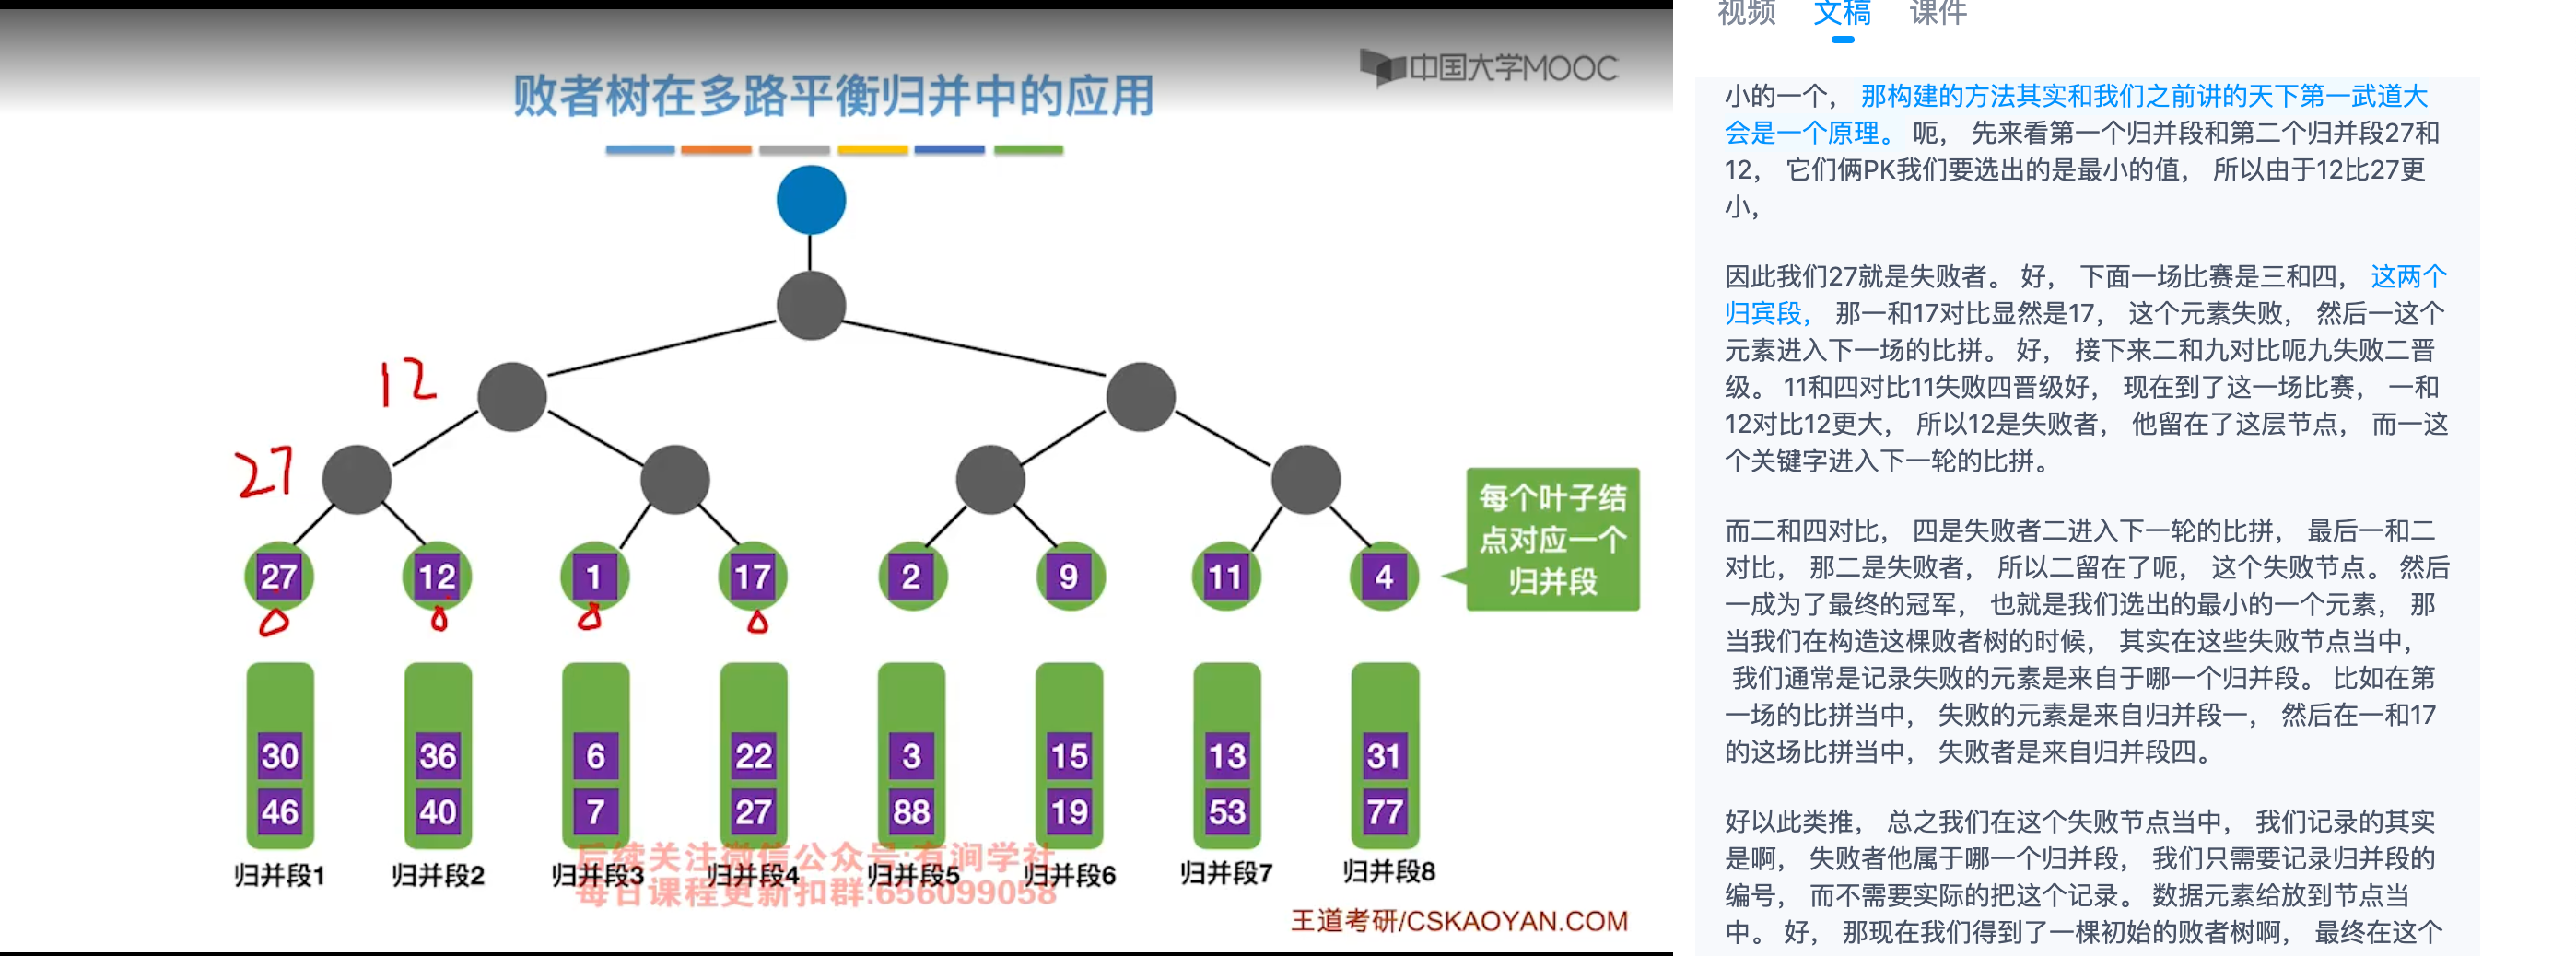 中国大学MOOC
败者树在多路平衡归并中的应用
12
27
27 12 1 17 2 9 11 4
每个叶子结
点对应一个
归并段
30 36 6 22 3 15 13 31
46 40 7 27 88 19 53 77
归并段1 归并段2 归并段3 归并段4 归并段5 归并段6 归并段7 归并段8
后续关注微信公众号:有涧学社
每日课程更新扣群:656099058
王道考研/CSKAOYAN.COM
视频 文稿 课件
小的一个， 那构建的方法其实和我们之前讲的天下第一武道大
会是一个原理。 呃， 先来看第一个归并段和第二个归并段27和
12， 它们俩PK我们要选出的是最小的值， 所以由于12比27更
小，
因此我们27就是失败者。 好， 下面一场比赛是三和四， 这两个
归宾段， 那一和17对比显然是17， 这个元素失败， 然后一这个
元素进入下一场的比拼。 好， 接下来二和九对比呃九失败二晋
级。 11和四对比11失败四晋级好， 现在到了这一场比赛， 一和
12对比12更大， 所以12是失败者， 他留在了这层节点， 而一这
个关键字进入下一轮的比拼。
而二和四对比， 四是失败者二进入下一轮的比拼， 最后一和二
对比， 那二是失败者， 所以二留在了呃， 这个失败节点。 然后
一成为了最终的冠军， 也就是我们选出的最小的一个元素， 那
当我们在构造这棵败者树的时候， 其实在这些失败节点当中，
我们通常是记录失败的元素是来自于哪一个归并段。 比如在第
一场的比拼当中， 失败的元素是来自归并段一， 然后在一和17
的这场比拼当中， 失败者是来自归并段四。
好以此类推， 总之我们在这个失败节点当中， 我们记录的其实
是啊， 失败者他属于哪一个归并段， 我们只需要记录归并段的
编号， 而不需要实际的把这个记录。 数据元素给放到节点当
中。 好， 那现在我们得到了一棵初始的败者树啊， 最终在这个